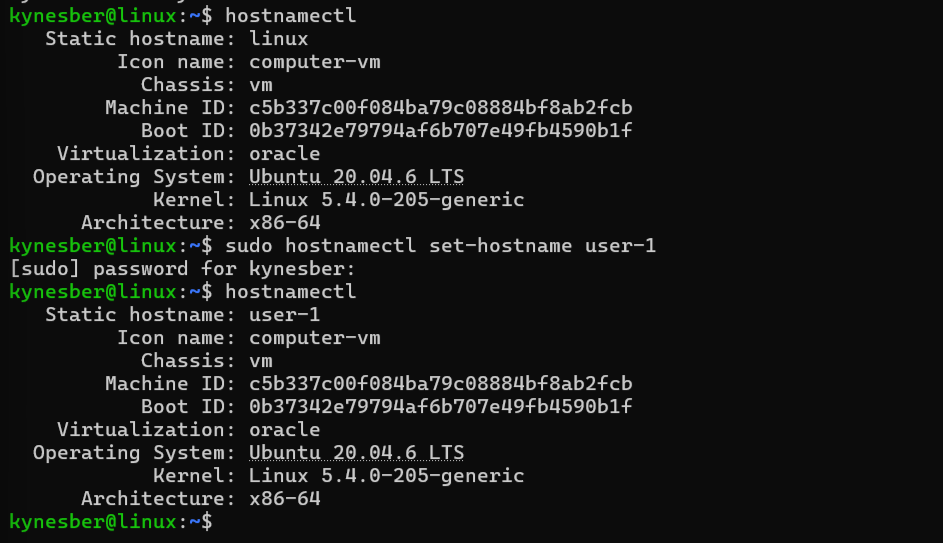 kynesber@linux:~$ hostnamectl
Static hostname: linux
Icon name: computer-vm
Chassis: vm
Machine ID: c5b337c00f084ba79c08884bf8ab2fcb
Boot ID: 0b37342e79794af6b707e49fb4590b1f
Virtualization: oracle
Operating System: Ubuntu 20.04.6 LTS
Kernel: Linux 5.4.0-205-generic
Architecture: x86-64
kynesber@linux:~$ sudo hostnamectl set-hostname user-1
[sudo] password for kynesber:
kynesber@linux:~$ hostnamectl
Static hostname: user-1
Icon name: computer-vm
Chassis: vm
Machine ID: c5b337c00f084ba79c08884bf8ab2fcb
Boot ID: 0b37342e79794af6b707e49fb4590b1f
Virtualization: oracle
Operating System: Ubuntu 20.04.6 LTS
Kernel: Linux 5.4.0-205-generic
Architecture: x86-64
kynesber@linux:~$